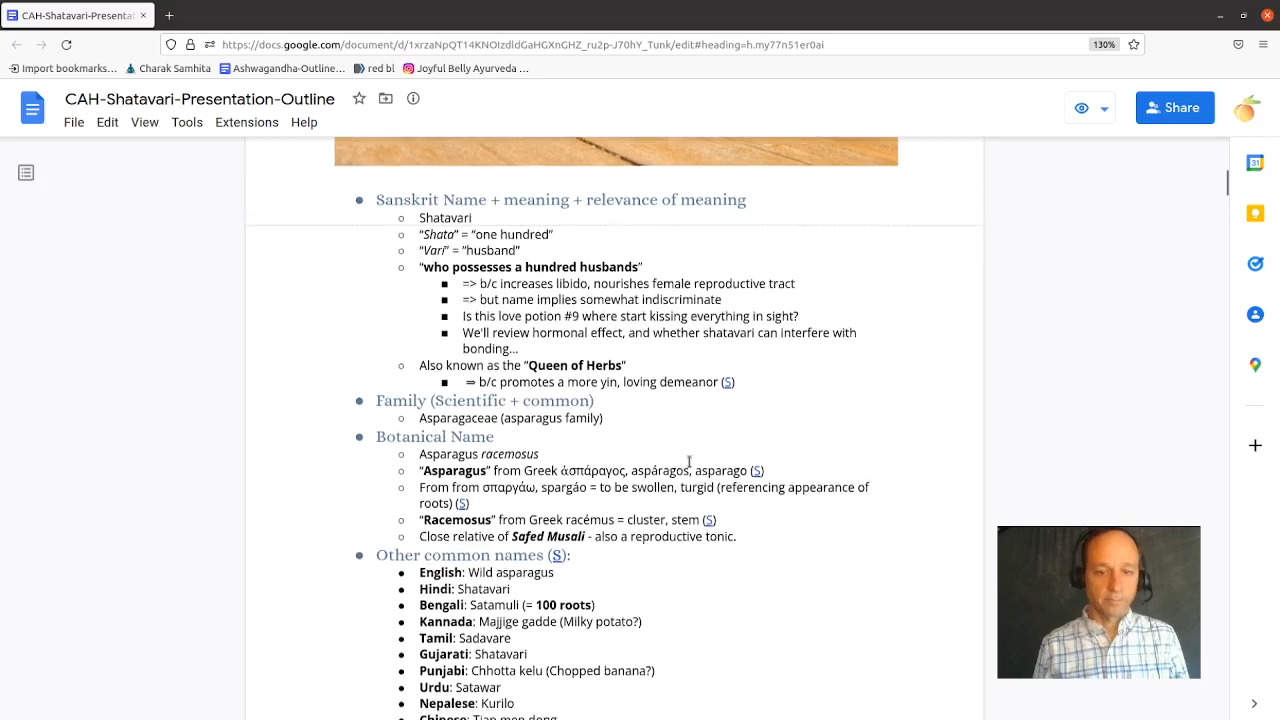 CAH-Shatavari-Presentat
https://docs.google.com/document/d/1xrzaNpQT14KNOIzdldGaHGXnGHZ_ru2p-J70hY_Tunk/edit#heading=h.my77n51er0ai
130%
Import bookmarks... Charak Samhita Ashwagandha-Outline... red bl Joyful Belly Ayurveda ...
CAH-Shatavari-Presentation-Outline
Share
File Edit View Tools Extensions Help
31
Sanskrit Name + meaning + relevance of meaning
Shatavari
"Shata" = "one hundred"
"Vari" = "husband"
"who possesses a hundred husbands"
=> b/c increases libido, nourishes female reproductive tract
=> but name implies somewhat indiscriminate
Is this love potion #9 where start kissing everything in sight?
We'll review hormonal effect, and whether shatavari can interfere with
bonding...
Also known as the "Queen of Herbs"
⇒ b/c promotes a more yin, loving demeanor (S)
Family (Scientific + common)
Asparagaceae (asparagus family)
Botanical Name
Asparagus racemosus
"Asparagus" from Greek ἀσπάραγος, aspáragos, asparago (S)
From from σπαργάω, spargáo = to be swollen, turgid (referencing appearance of
roots) (S)
"Racemosus" from Greek racémus = cluster, stem (S)
Close relative of Safed Musali - also a reproductive tonic.
Other common names (S):
English: Wild asparagus
Hindi: Shatavari
Bengali: Satamuli (= 100 roots)
Kannada: Majjige gadde (Milky potato?)
Tamil: Sadavare
Gujarati: Shatavari
Punjabi: Chhotta kelu (Chopped banana?)
Urdu: Satawar
Nepalese: Kurilo
Chinese: Tian men dong